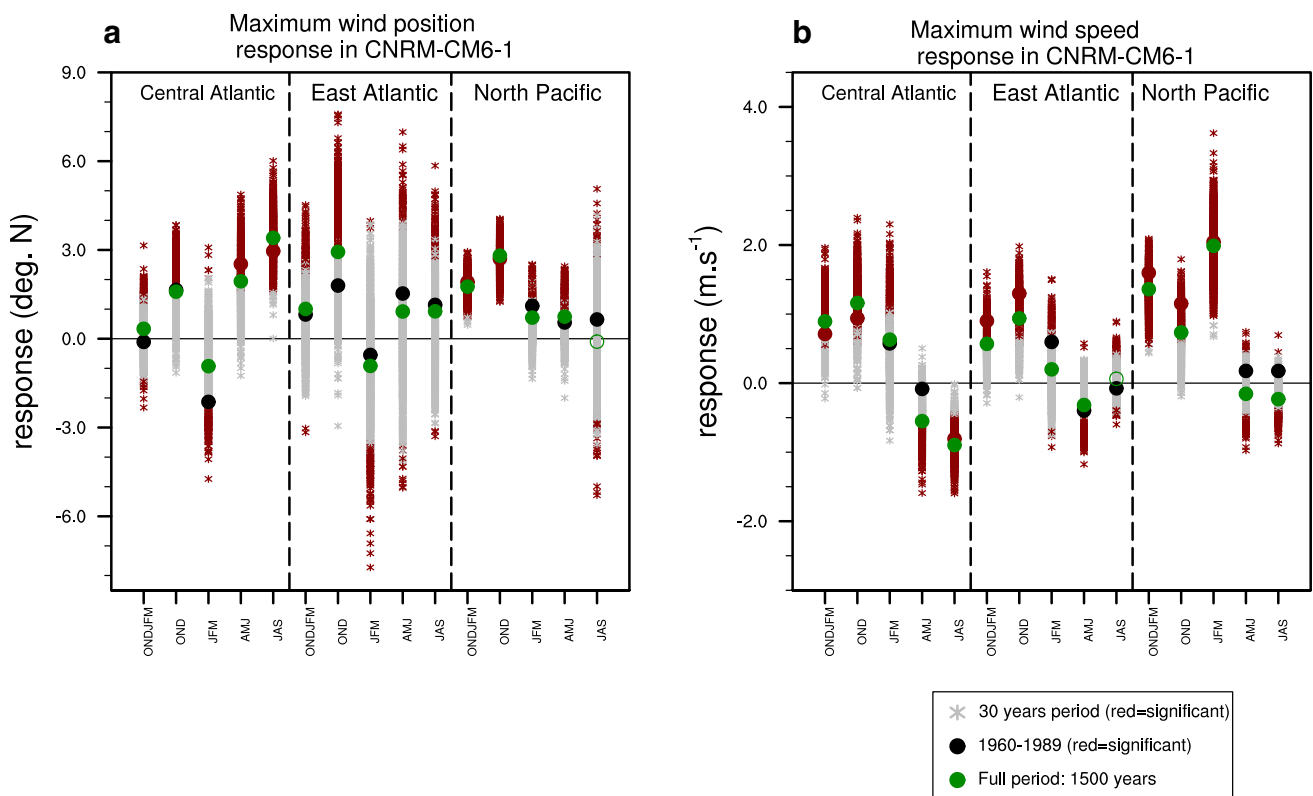 a
Maximum wind position
response in CNRM-CM6-1
9.0
6.0
3.0
0.0
-3.0
-6.0
response (deg. N)
Central Atlantic
East Atlantic
North Pacific
ONDJFM
OND
JFM
AMJ
JAS
ONDJFM
OND
JFM
AMJ
JAS
ONDJFM
OND
JFM
AMJ
JAS
b
Maximum wind speed
response in CNRM-CM6-1
4.0
2.0
0.0
-2.0
response (m.s⁻¹)
Central Atlantic
East Atlantic
North Pacific
ONDJFM
OND
JFM
AMJ
JAS
ONDJFM
OND
JFM
AMJ
JAS
ONDJFM
OND
JFM
AMJ
JAS
30 years period (red=significant)
1960-1989 (red=significant)
Full period: 1500 years